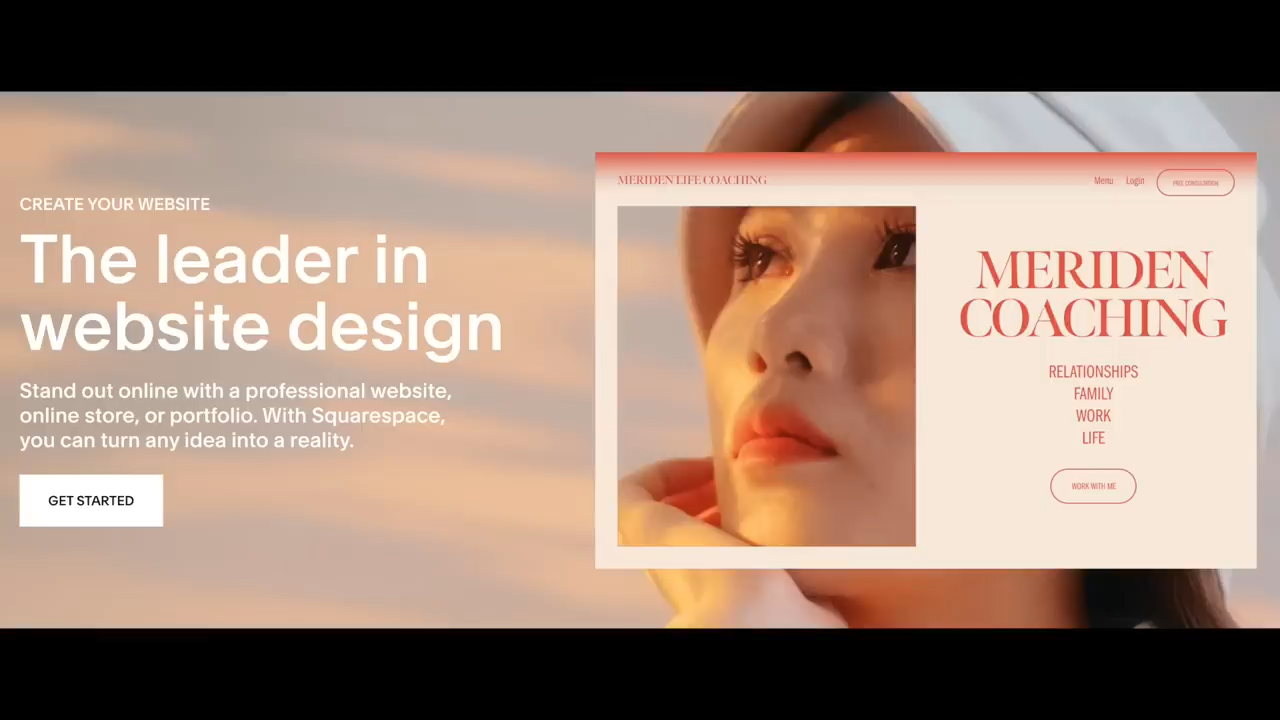 CREATE YOUR WEBSITE
The leader in
website design
Stand out online with a professional website,
online store, or portfolio. With Squarespace,
you can turn any idea into a reality.
GET STARTED
MERIDEN LIFE COACHING
Menu Login FREE CONSULTATION
MERIDEN
COACHING
RELATIONSHIPS
FAMILY
WORK
LIFE
WORK WITH ME